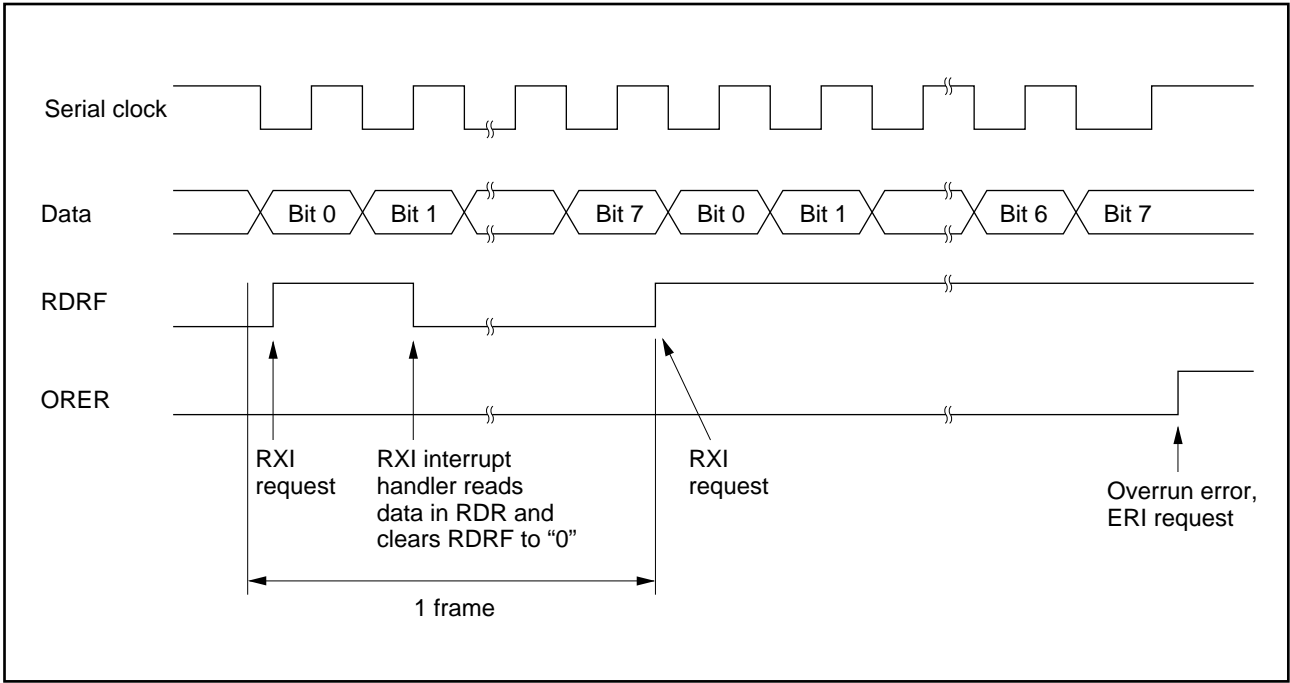 Serial clock
Data
Bit 0
Bit 1
Bit 7
Bit 0
Bit 1
Bit 6
Bit 7
RDRF
ORER
RXI
request
RXI interrupt
handler reads
data in RDR and
clears RDRF to “0”
RXI
request
Overrun error,
ERI request
1 frame